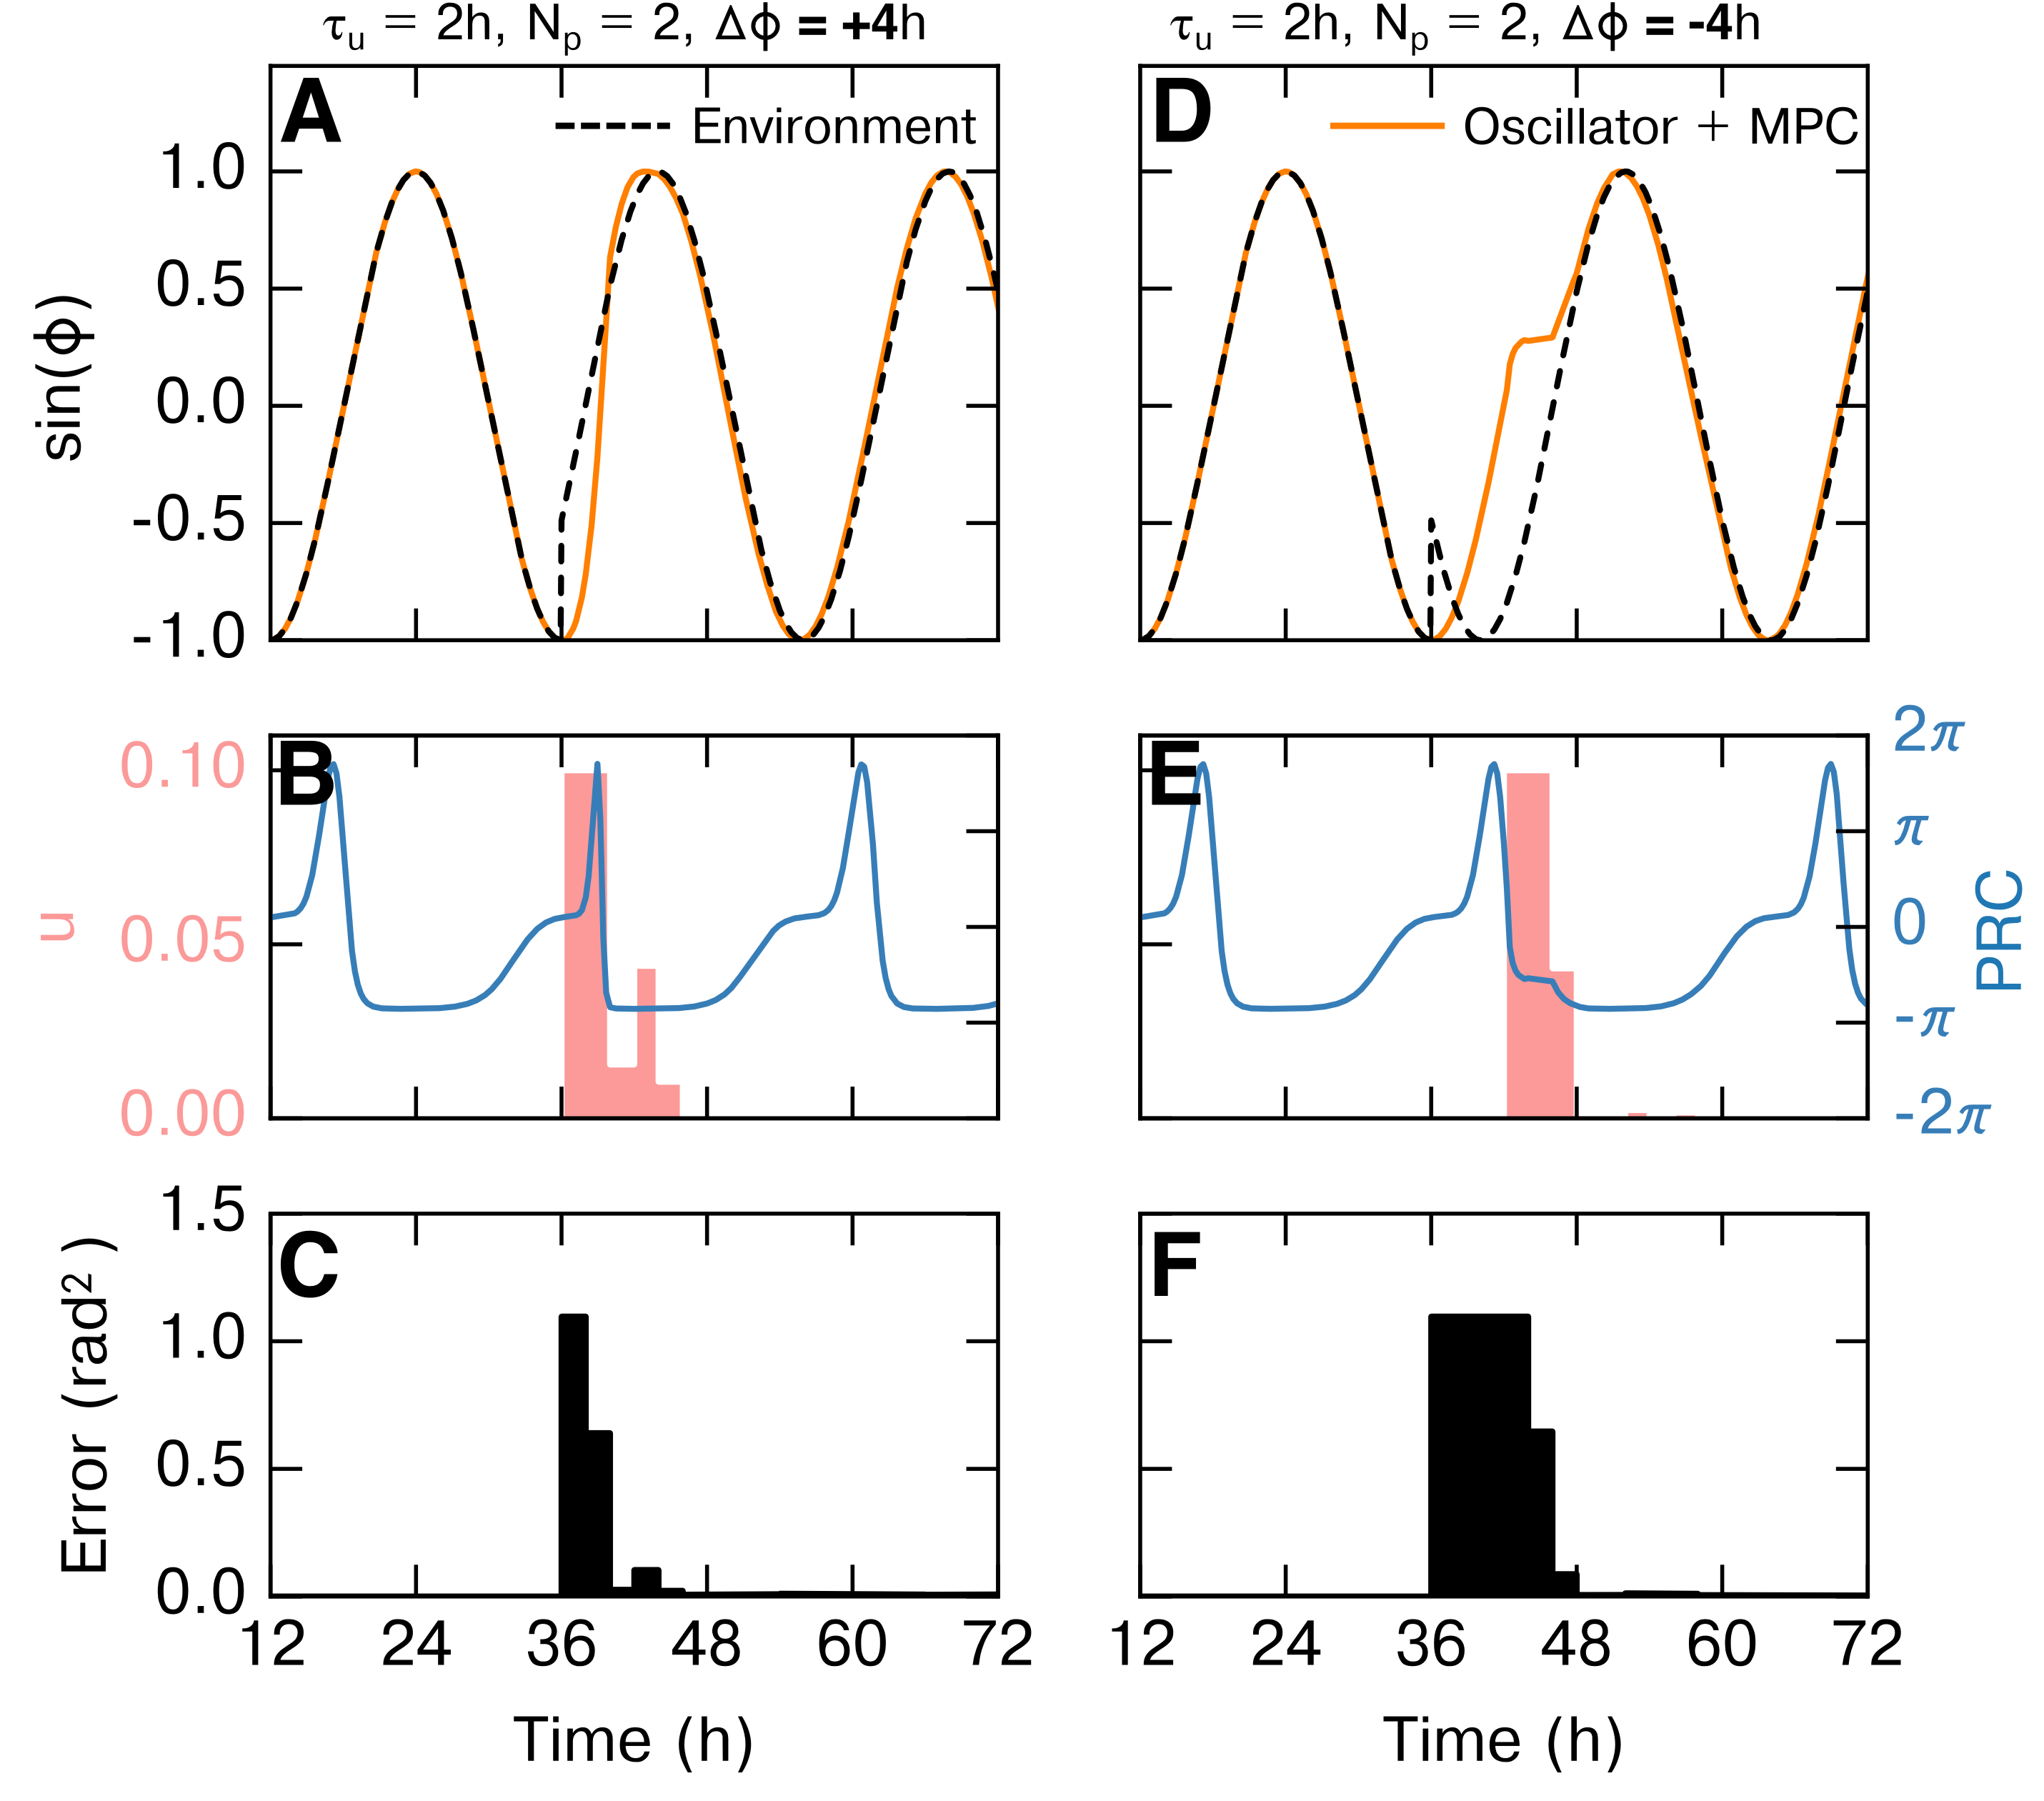 τu = 2h, Np = 2, Δϕ = +4h
τu = 2h, Np = 2, Δϕ = -4h
A
Environment
D
Oscillator + MPC
1.0
0.5
0.0
-0.5
-1.0
sin(ϕ)
B
E
0.10
0.05
0.00
u
2π
π
0
-π
-2π
PRC
C
F
1.5
1.0
0.5
0.0
Error (rad²)
12 24 36 48 60 72
12 24 36 48 60 72
Time (h)
Time (h)